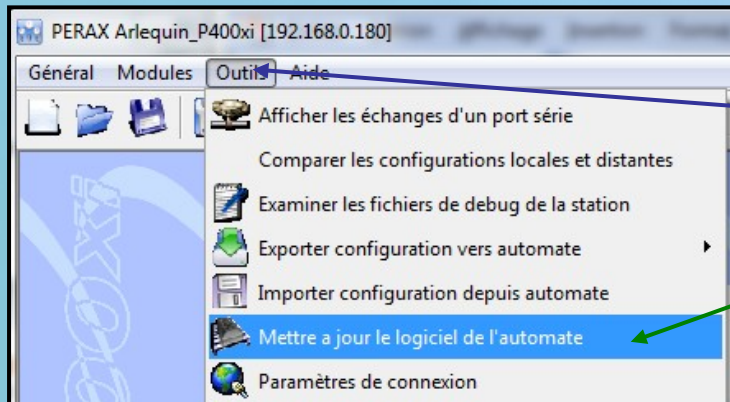 PERAX Arlequin_P400xi [192.168.0.180]
Général Modules Outils Aide
Afficher les échanges d'un port série
Comparer les configurations locales et distantes
Examiner les fichiers de debug de la station
Exporter configuration vers automate
Importer configuration depuis automate
Mettre a jour le logiciel de l'automate
Paramètres de connexion